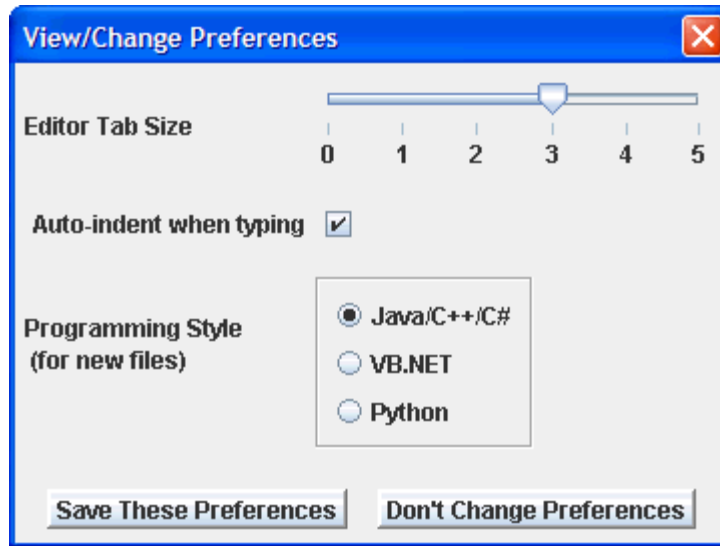 View/Change Preferences
Editor Tab Size
0 1 2 3 4 5
Auto-indent when typing
Programming Style
(for new files)
Java/C++/C#
VB.NET
Python
Save These Preferences
Don't Change Preferences